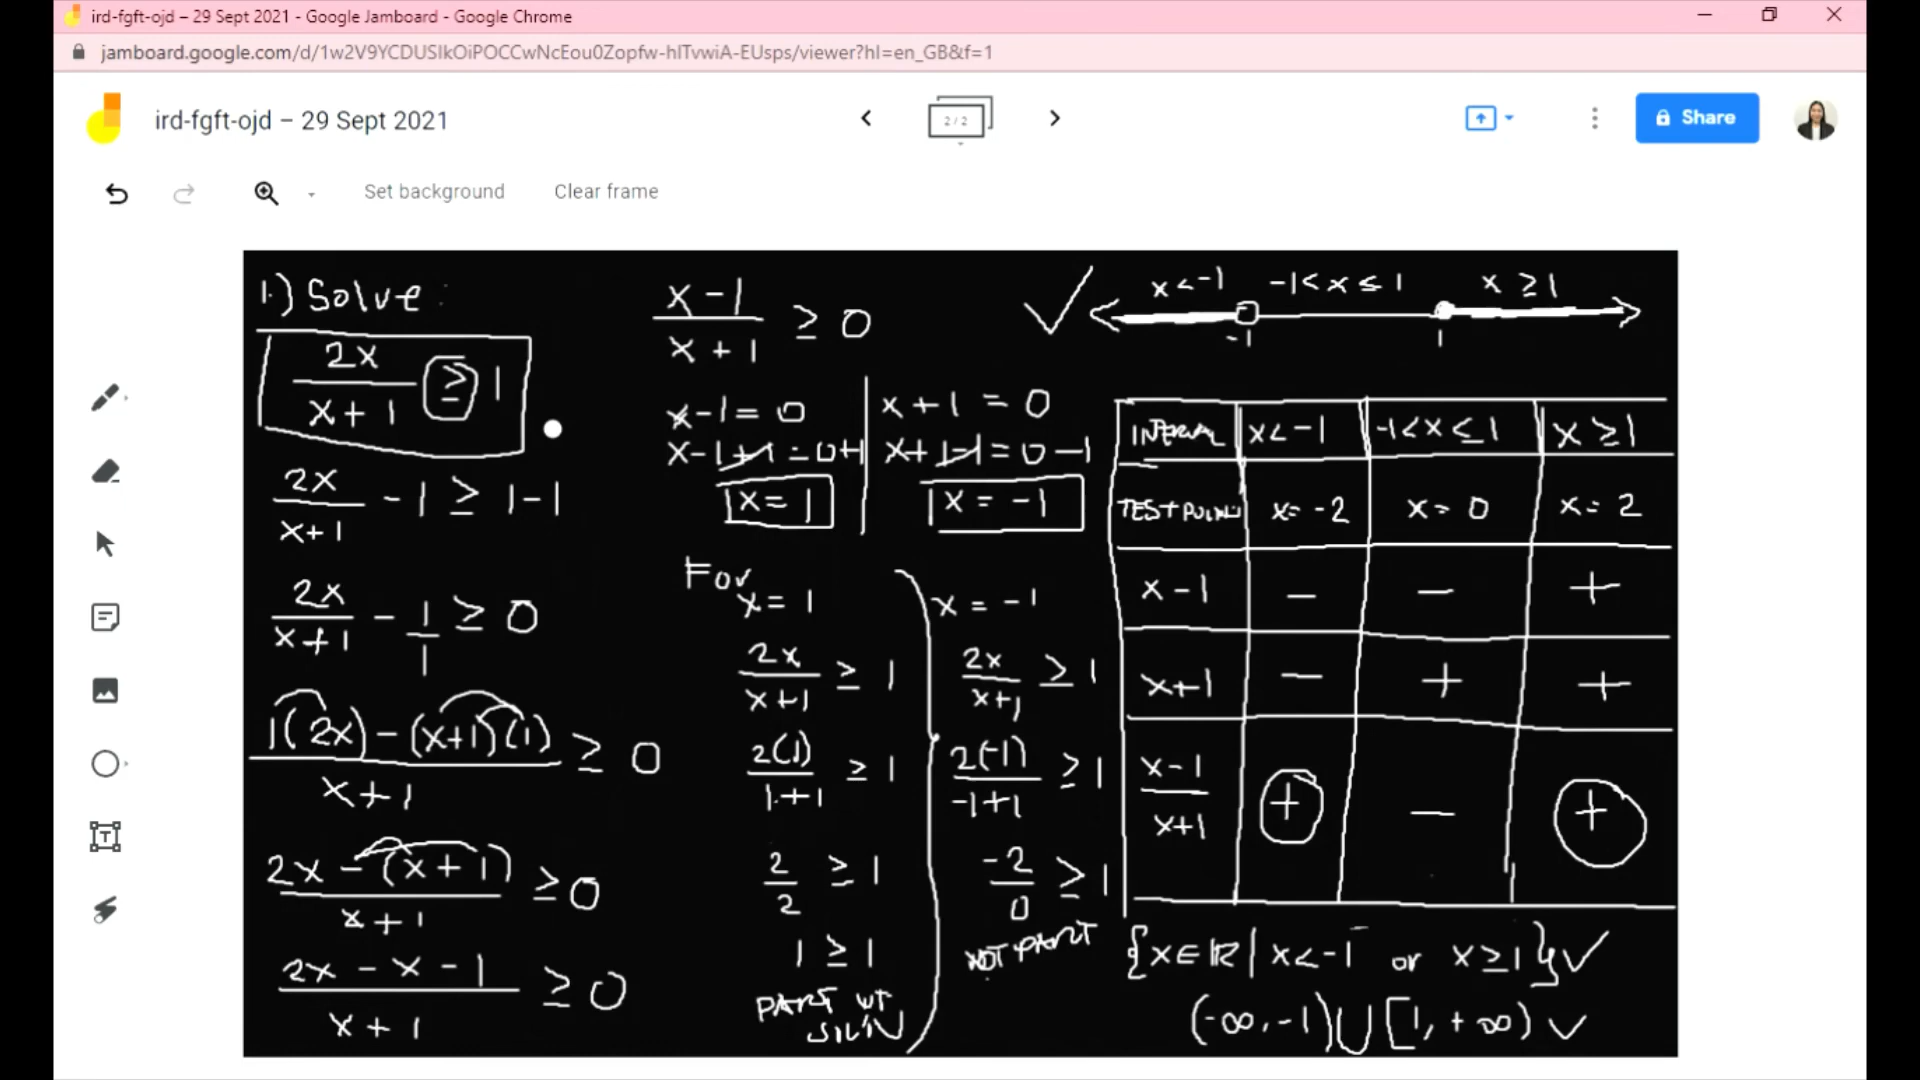 ird-fgft-ojd – 29 Sept 2021 - Google Jamboard - Google Chrome
jamboard.google.com/d/1w2V9YCDUSIkOiPOCCwNcEou0Zopfw-hITvwiA-EUsps/viewer?hl=en_GB&f=1
ird-fgft-ojd – 29 Sept 2021
2 / 2
Share
Set background
Clear frame
1.) Solve:
2x
x + 1
≥ 1
2x
x+1
- 1 ≥ 1 - 1
2x
x+1
- 1
1
≥ 0
1(2x) - (x+1)(1)
x + 1
≥ 0
2x - (x + 1)
x + 1
≥ 0
2x - x - 1
x + 1
≥ 0
x - 1
x + 1
≥ 0
x - 1 = 0
x - 1 + 1 = 0 + 1
x = 1
x + 1 = 0
x + 1 - 1 = 0 - 1
x = -1
For
x = 1
2x
x+1
≥ 1
2(1)
1+1
≥ 1
2
2
≥ 1
1 ≥ 1
PART
x = -1
2x
x+1
≥ 1
2(-1)
-1+1
≥ 1
-2
0
≥ 1
NOT PART
x < -1 -1 < x ≤ 1 x ≥ 1
-1 1
INTERVAL x < -1 -1 < x ≤ 1 x ≥ 1
TEST POINT x = -2 x = 0 x = 2
x - 1 - - +
x + 1 - + +
x - 1
x+1
+ - +
{x ∈ ℝ | x < -1 or x ≥ 1} ✓
(-∞, -1) ∪ [1, +∞) ✓